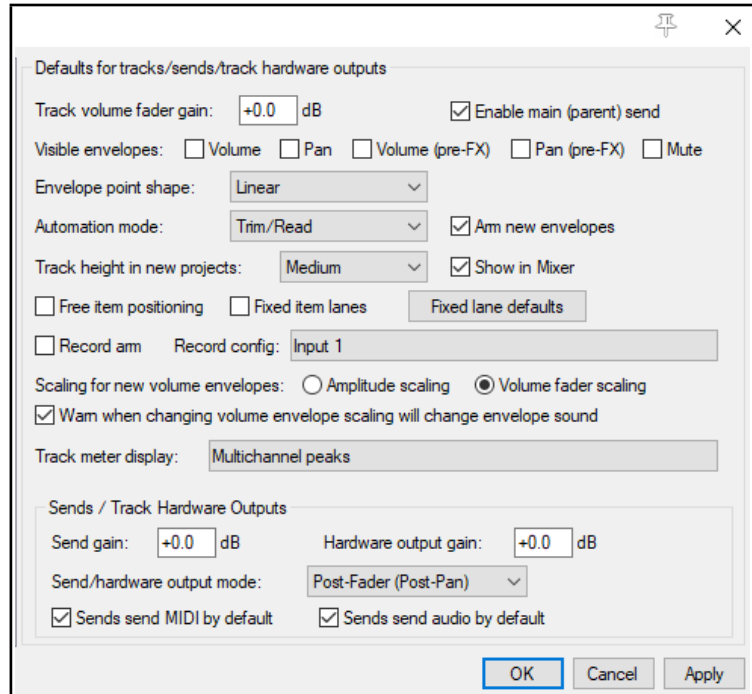 Defaults for tracks/sends/track hardware outputs
Track volume fader gain: +0.0 dB Enable main (parent) send
Visible envelopes: Volume Pan Volume (pre-FX) Pan (pre-FX) Mute
Envelope point shape: Linear
Automation mode: Trim/Read Arm new envelopes
Track height in new projects: Medium Show in Mixer
Free item positioning Fixed item lanes Fixed lane defaults
Record arm Record config: Input 1
Scaling for new volume envelopes: Amplitude scaling Volume fader scaling
Warn when changing volume envelope scaling will change envelope sound
Track meter display: Multichannel peaks
Sends / Track Hardware Outputs
Send gain: +0.0 dB Hardware output gain: +0.0 dB
Send/hardware output mode: Post-Fader (Post-Pan)
Sends send MIDI by default Sends send audio by default
OK Cancel Apply